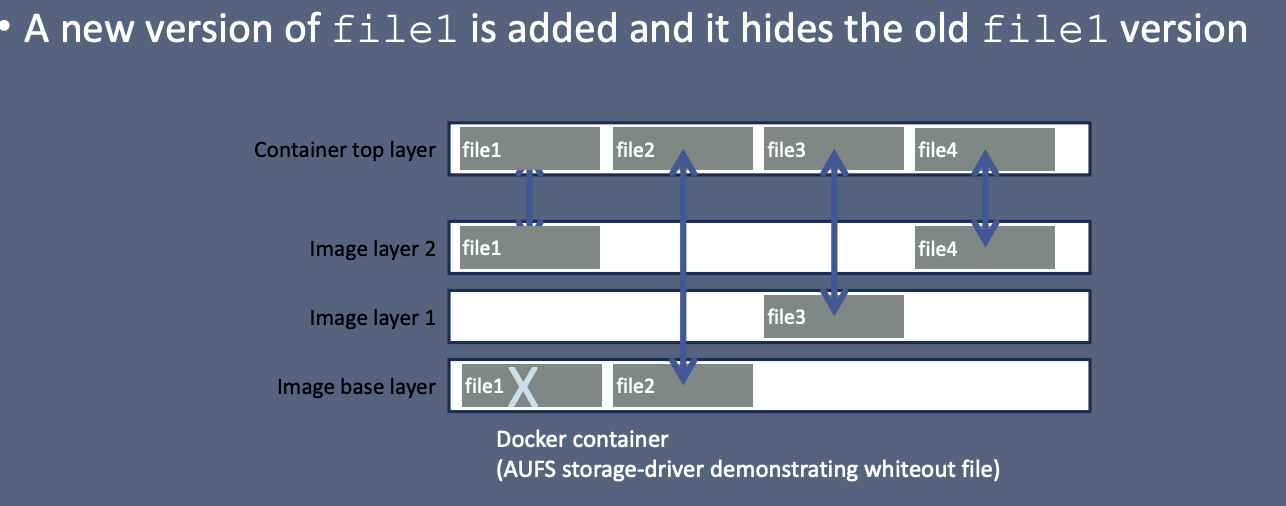 • A new version of file1 is added and it hides the old file1 version
Container top layer file1 file2 file3 file4
Image layer 2 file1 file4
Image layer 1 file3
Image base layer file1 X file2
Docker container
(AUFS storage-driver demonstrating whiteout file)